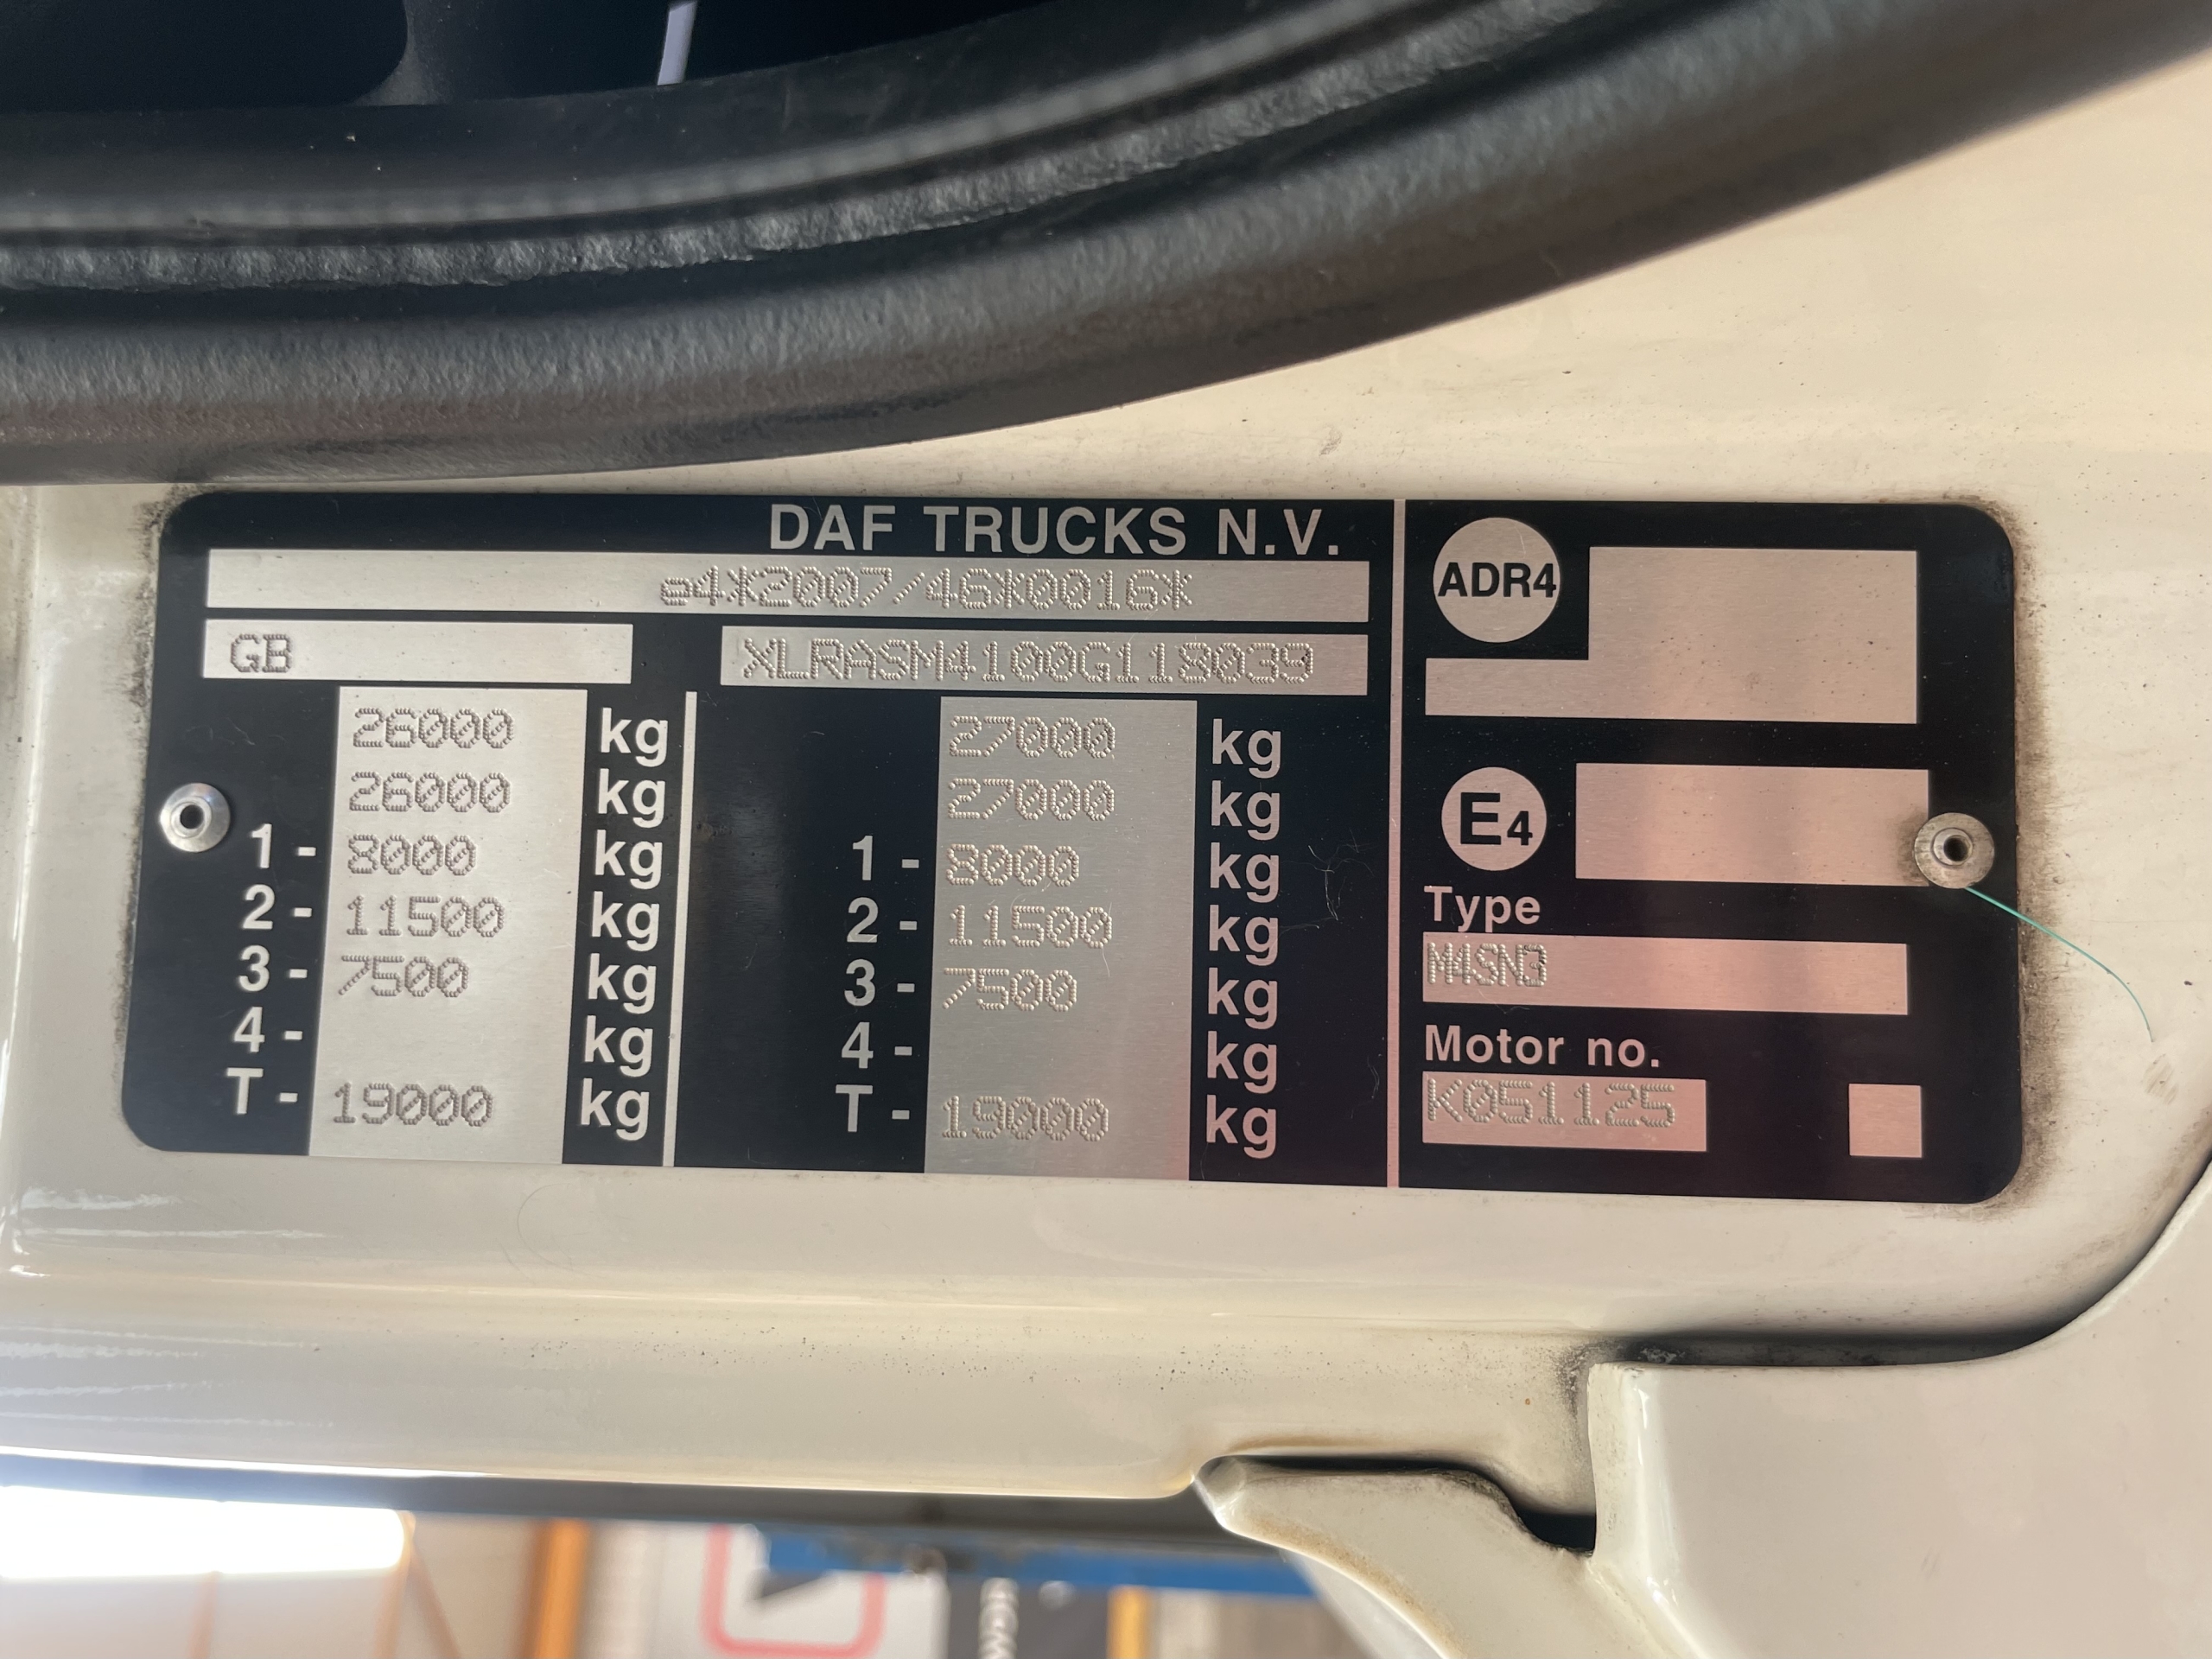 DAF TRUCKS N.V.
e4*2007/46*0016*
GB XLRASM4100G118039
26000 kg 27000 kg
26000 kg 27000 kg
1 - 8000 kg 1 - 8000 kg
2 - 11500 kg 2 - 11500 kg
3 - 7500 kg 3 - 7500 kg
4 - kg 4 - kg
T - 19000 kg T - 19000 kg
ADR4
E4
Type
M4SN3
Motor no.
K051125